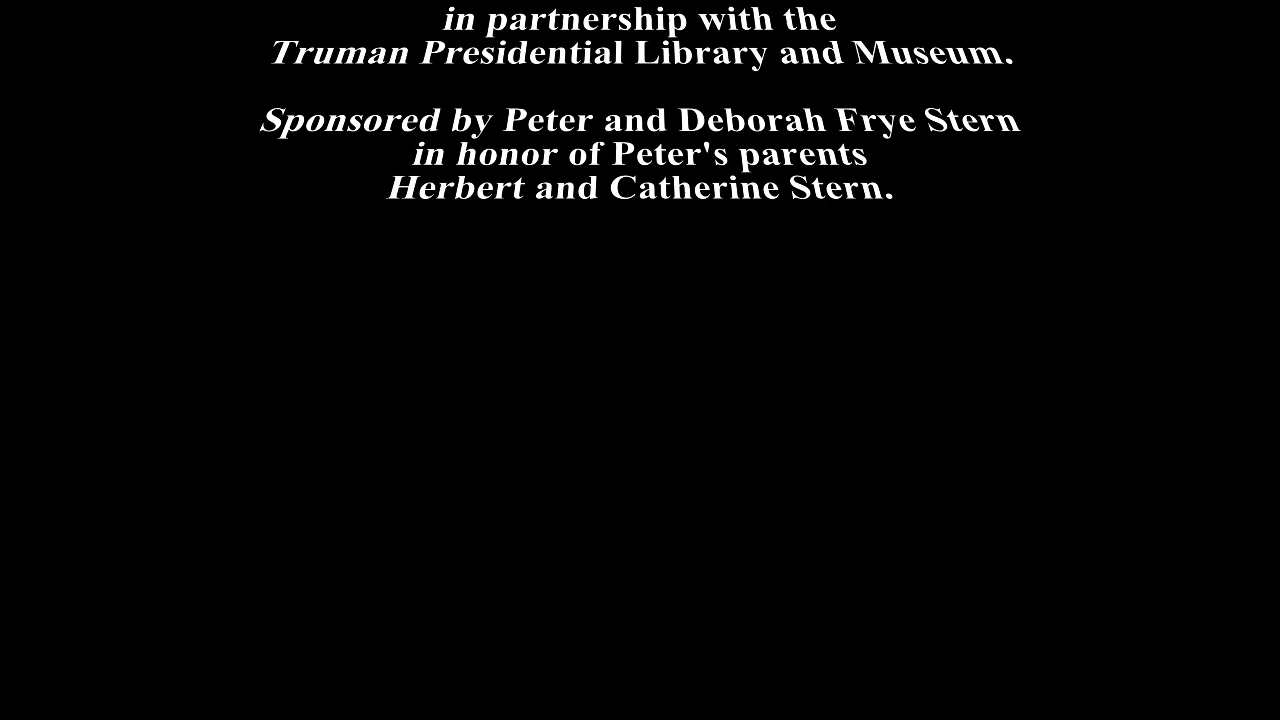 in partnership with the
Truman Presidential Library and Museum.
Sponsored by Peter and Deborah Frye Stern
in honor of Peter's parents
Herbert and Catherine Stern.